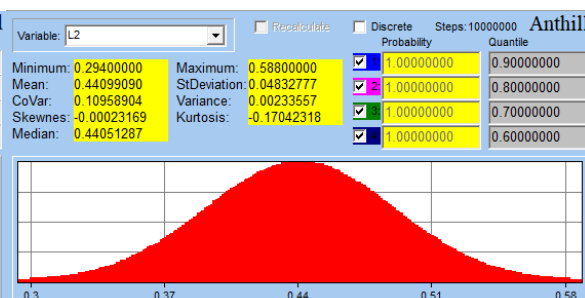 Variable: L2 Recalculate Discrete Steps:10000000 Anthill
Probability Quantile
Minimum: 0.29400000 Maximum: 0.58800000 1 1.00000000 0.90000000
Mean: 0.44099090 StDeviation: 0.04832777 2 1.00000000 0.80000000
CoVar: 0.10958904 Variance: 0.00233557 3 1.00000000 0.70000000
Skewnes: -0.00023169 Kurtosis: -0.17042318 1.00000000 0.60000000
Median: 0.44051287
0.3 0.37 0.44 0.51 0.58